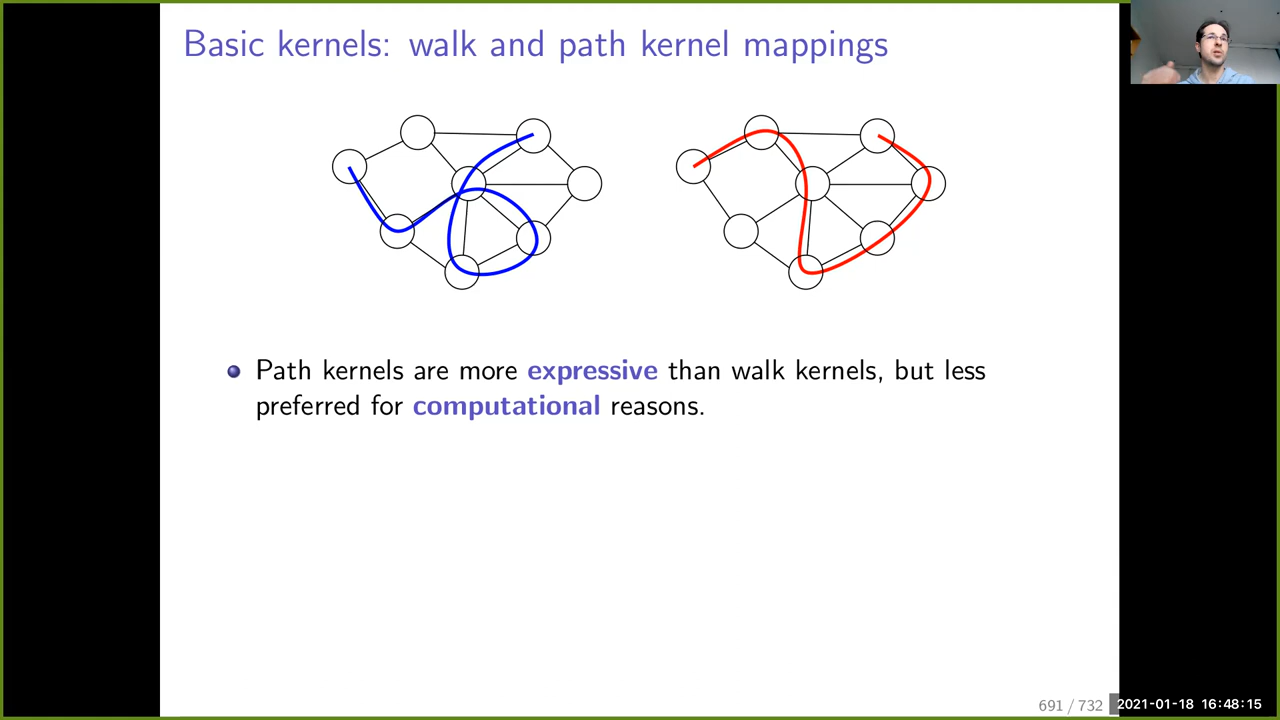 Basic kernels: walk and path kernel mappings
Path kernels are more expressive than walk kernels, but less
preferred for computational reasons.
691 / 732
2021-01-18 16:48:15